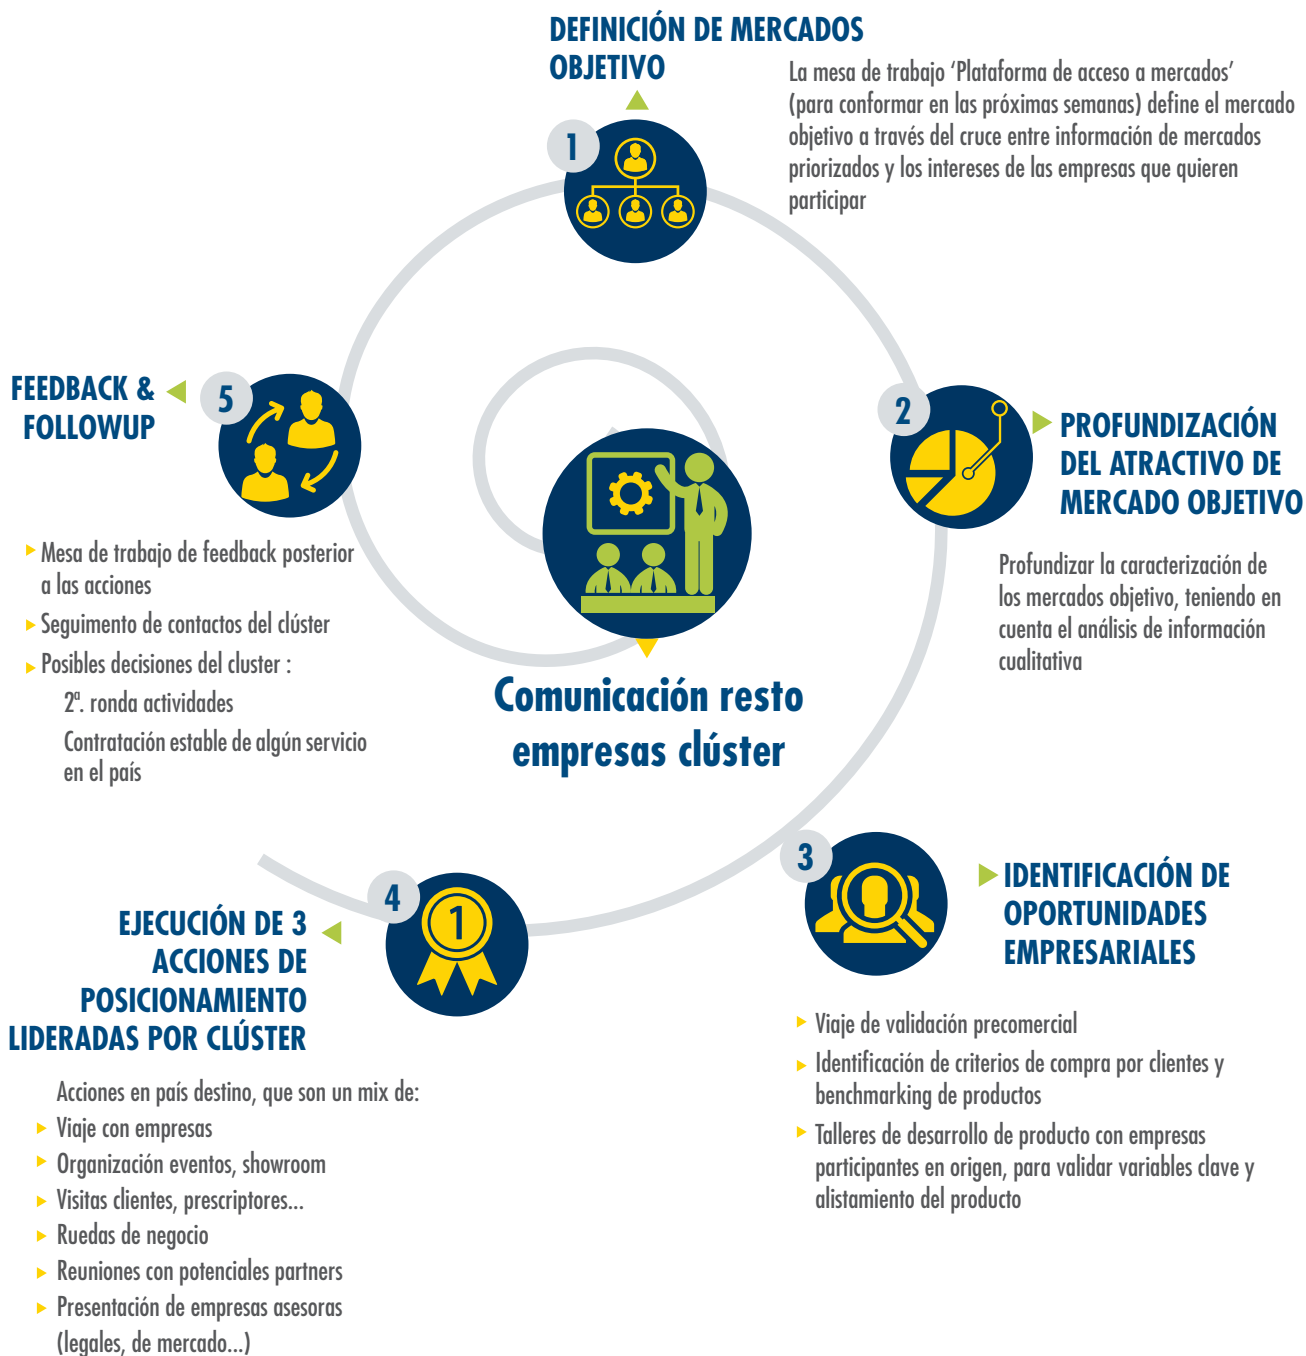 DEFINICIÓN DE MERCADOS
OBJETIVO
1
La mesa de trabajo ‘Plataforma de acceso a mercados’
(para conformar en las próximas semanas) define el mercado
objetivo a través del cruce entre información de mercados
priorizados y los intereses de las empresas que quieren
participar
2
PROFUNDIZACIÓN
DEL ATRACTIVO DE
MERCADO OBJETIVO
Profundizar la caracterización de
los mercados objetivo, teniendo en
cuenta el análisis de información
cualitativa
3
IDENTIFICACIÓN DE
OPORTUNIDADES
EMPRESARIALES
Viaje de validación precomercial
Identificación de criterios de compra por clientes y
benchmarking de productos
Talleres de desarrollo de producto con empresas
participantes en origen, para validar variables clave y
alistamiento del producto
4
1
EJECUCIÓN DE 3
ACCIONES DE
POSICIONAMIENTO
LIDERADAS POR CLÚSTER
Acciones en país destino, que son un mix de:
Viaje con empresas
Organización eventos, showroom
Visitas clientes, prescriptores...
Ruedas de negocio
Reuniones con potenciales partners
Presentación de empresas asesoras
(legales, de mercado...)
5
FEEDBACK &
FOLLOWUP
Mesa de trabajo de feedback posterior
a las acciones
Seguimento de contactos del clúster
Posibles decisiones del cluster :
2ª. ronda actividades
Contratación estable de algún servicio
en el país
Comunicación resto
empresas clúster